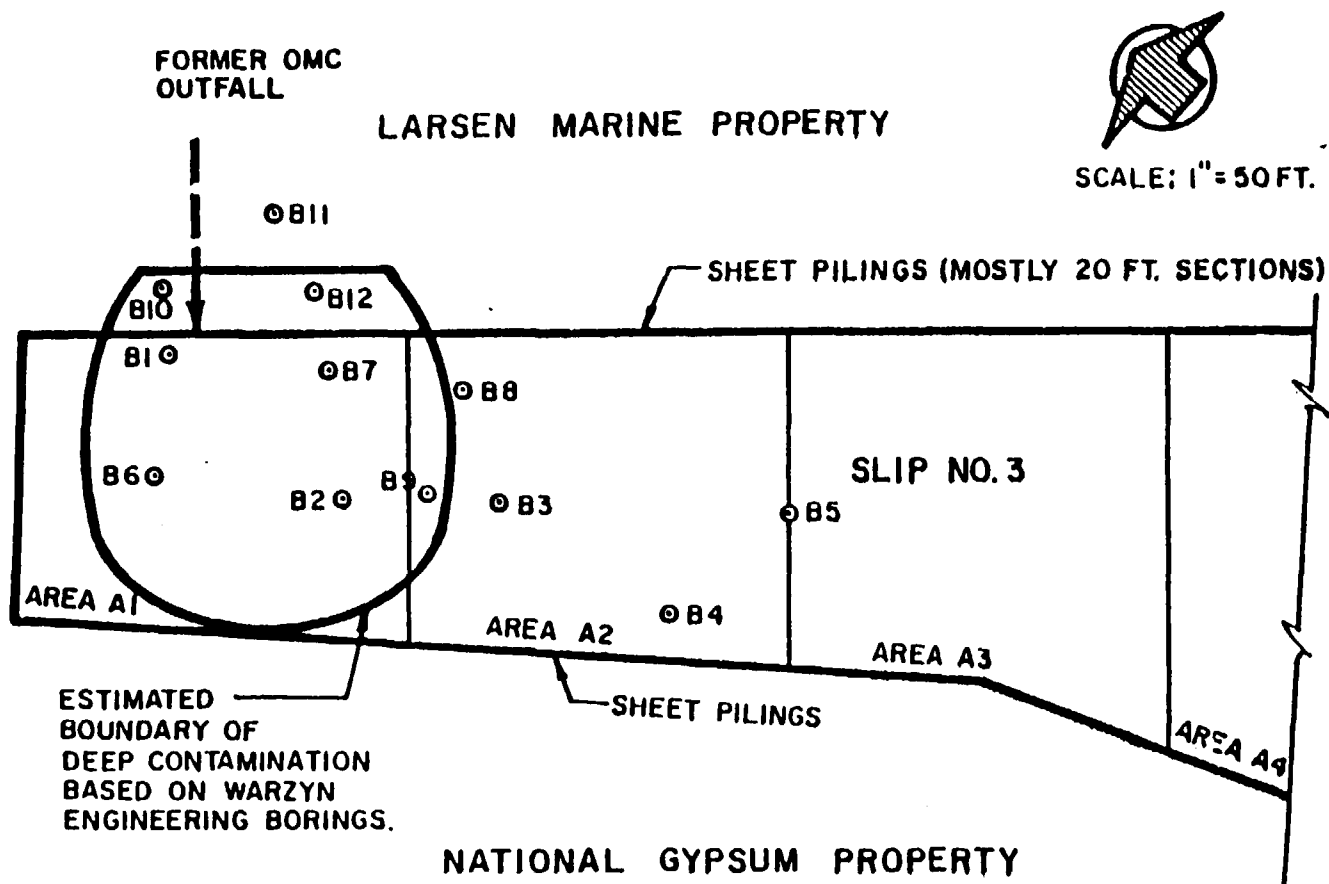 FORMER OMC
OUTFALL
LARSEN MARINE PROPERTY
SCALE: 1"=50 FT.
B11
SHEET PILINGS (MOSTLY 20 FT. SECTIONS)
B10
B12
B1
B7
B8
SLIP NO. 3
B6
B2
B9
B3
B5
AREA A1
B4
AREA A2
AREA A3
ESTIMATED
BOUNDARY OF
DEEP CONTAMINATION
BASED ON WARZYN
ENGINEERING BORINGS.
SHEET PILINGS
AREA A4
NATIONAL GYPSUM PROPERTY